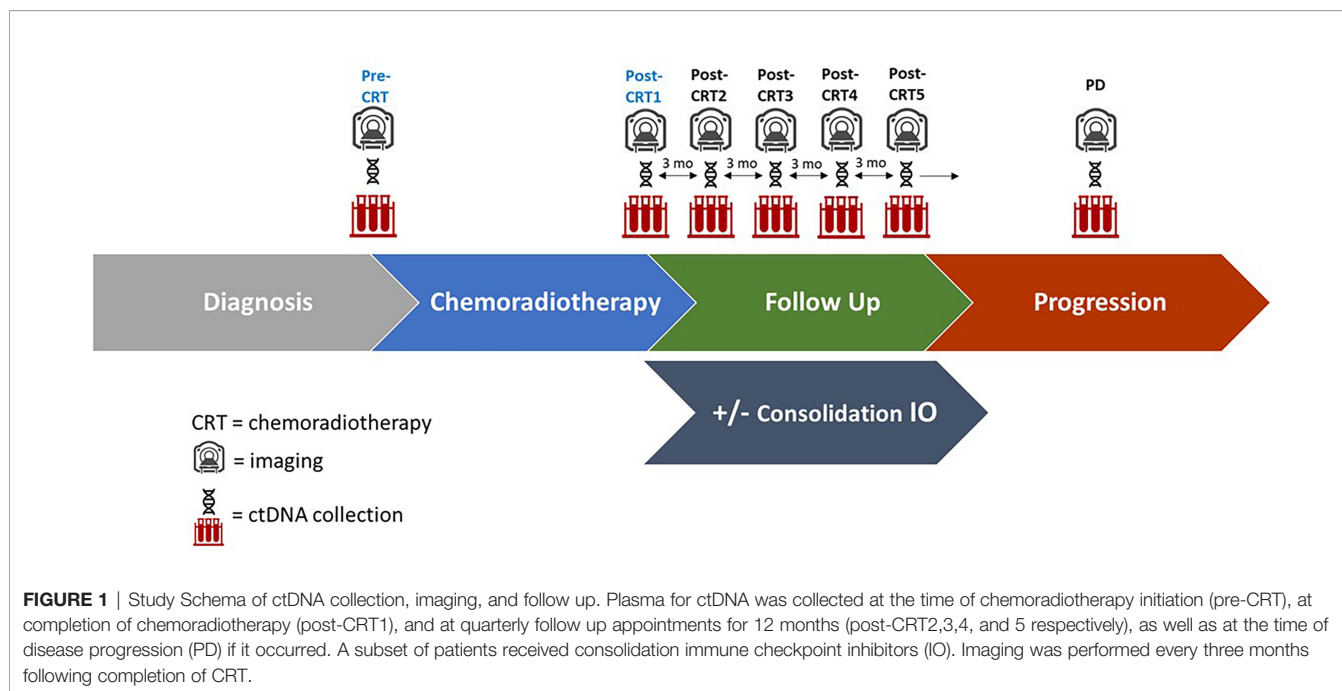 Pre-
CRT
Post-
CRT1
Post-
CRT2
Post-
CRT3
Post-
CRT4
Post-
CRT5
PD
3 mo
3 mo
3 mo
3 mo
Diagnosis
Chemoradiotherapy
Follow Up
Progression
+/- Consolidation IO
CRT = chemoradiotherapy
= imaging
= ctDNA collection
FIGURE 1 | Study Schema of ctDNA collection, imaging, and follow up. Plasma for ctDNA was collected at the time of chemoradiotherapy initiation (pre-CRT), at
completion of chemoradiotherapy (post-CRT1), and at quarterly follow up appointments for 12 months (post-CRT2,3,4, and 5 respectively), as well as at the time of
disease progression (PD) if it occurred. A subset of patients received consolidation immune checkpoint inhibitors (IO). Imaging was performed every three months
following completion of CRT.